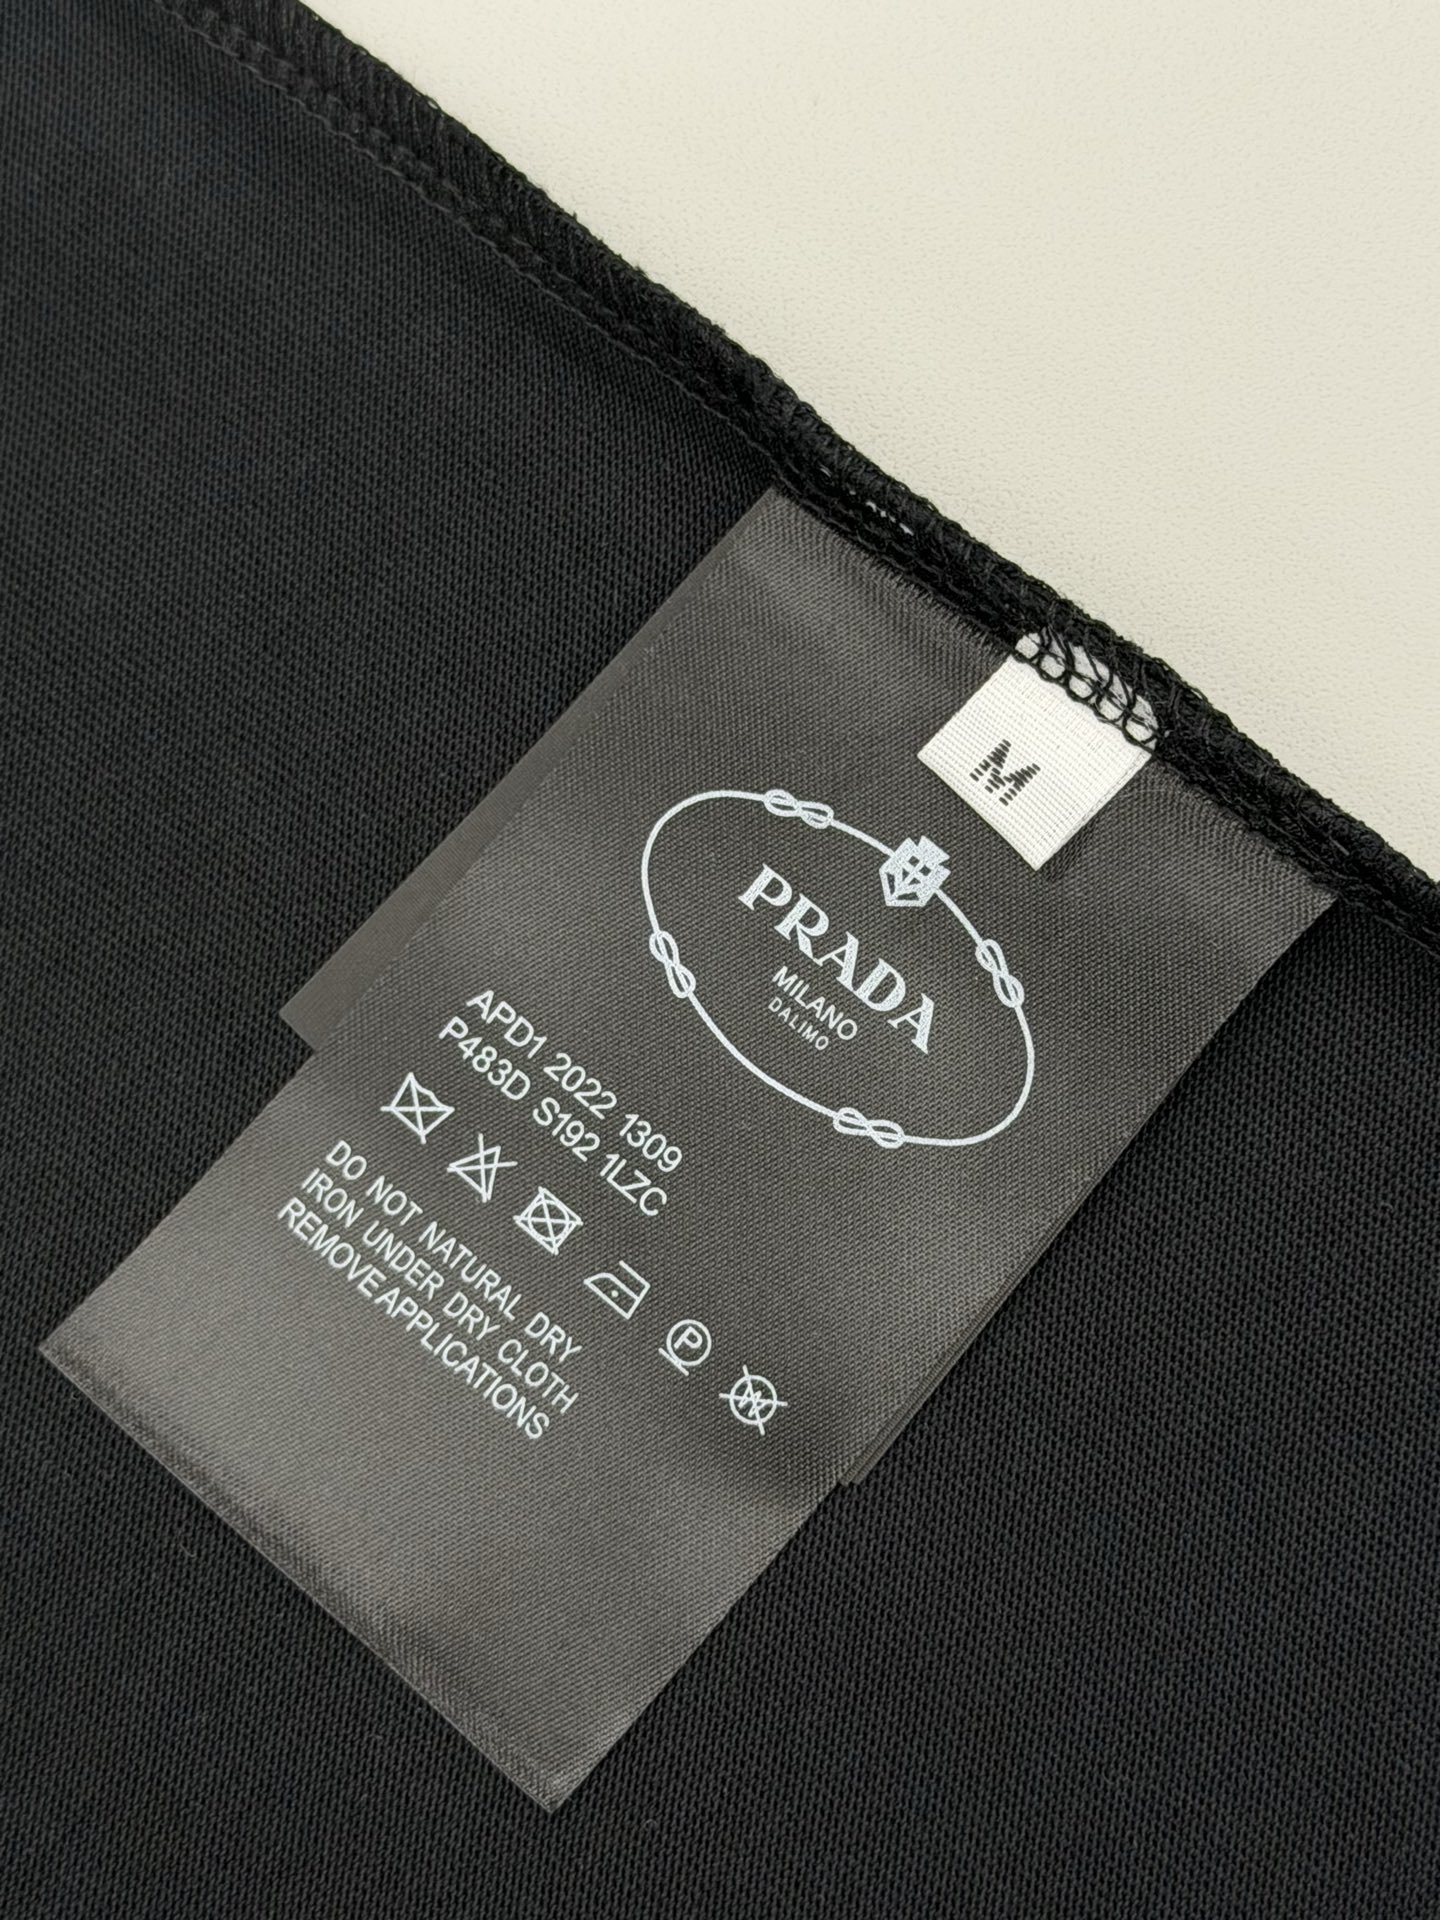 M
PRADA
MILANO
DALIMO
APD1 2022 1309
P483D S192 1LZC
P
W
DO NOT NATURAL DRY
IRON UNDER DRY CLOTH
REMOVE APPLICATIONS